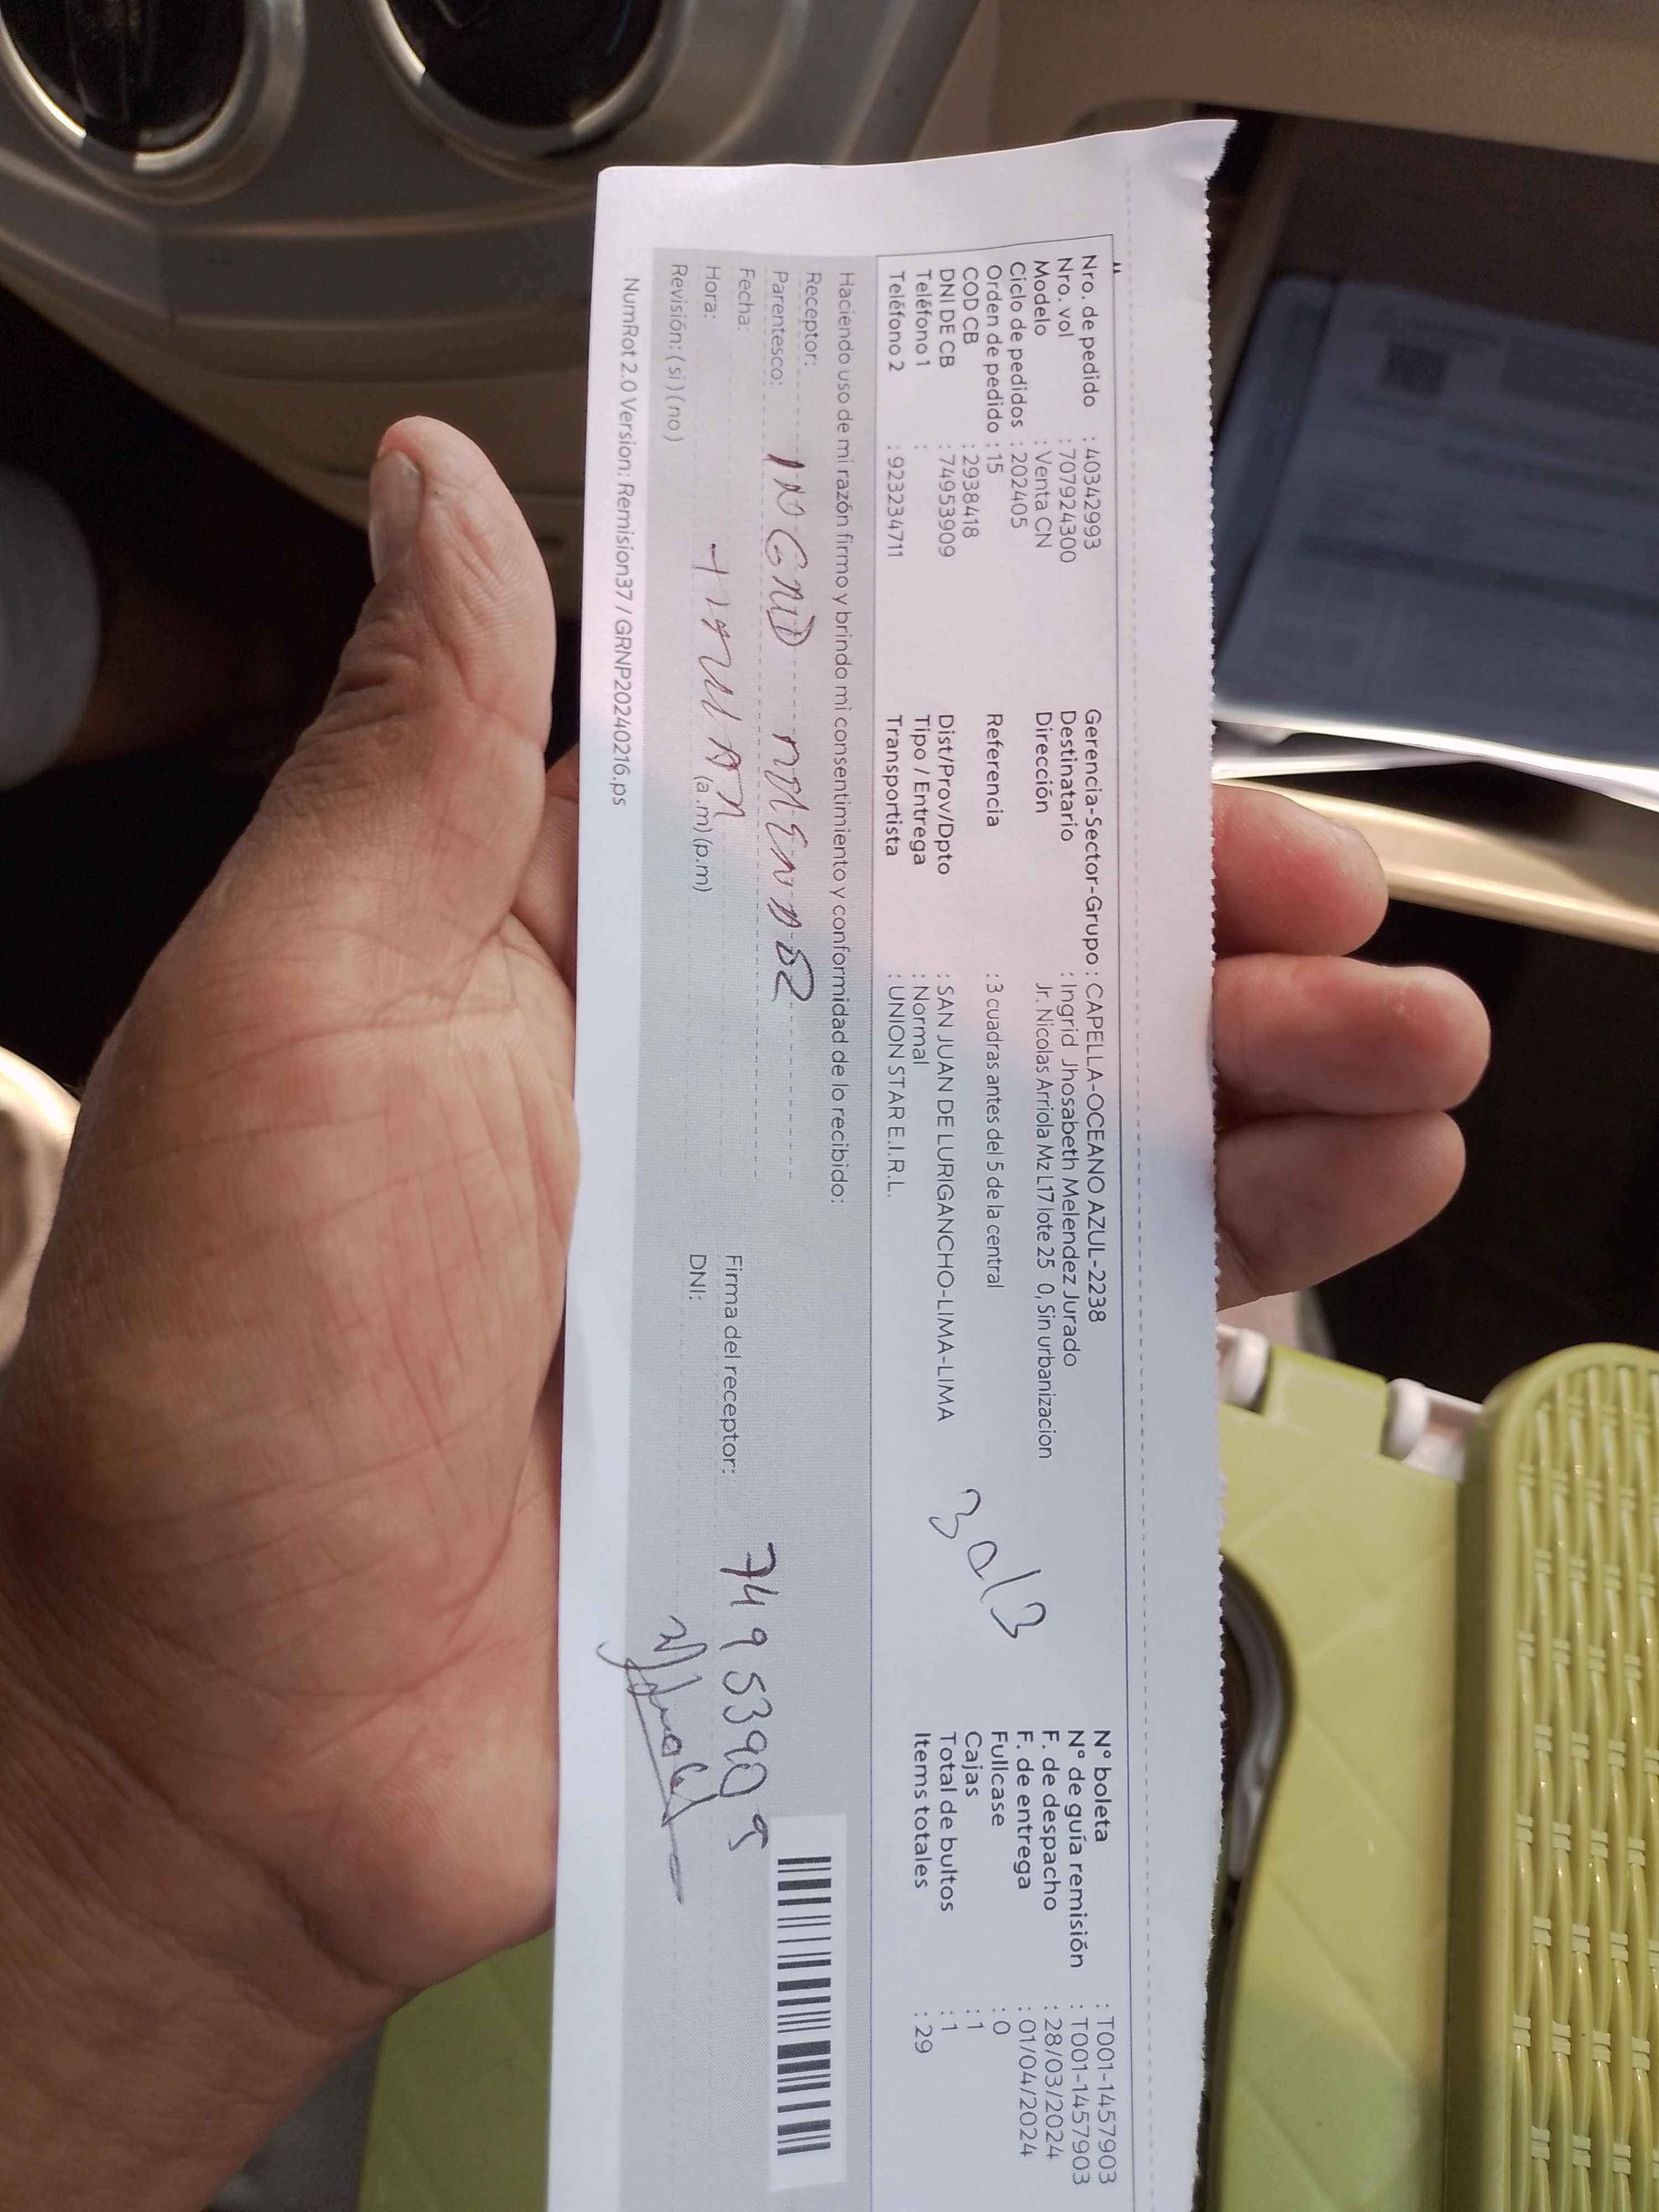 Nro. de pedido : 40342993
Nro. vol : 707924300
Modelo : Venta CN
Ciclo de pedidos : 202405
Orden de pedido : 15
COD CB : 2938418
DNI DE CB : 74953909
Teléfono 1 :
Teléfono 2 : 923234711
Gerencia-Sector-Grupo : CAPELLA-OCEANO AZUL-2238
Destinatario : Ingrid Jhosabeth Melendez Jurado
Dirección Jr. Nicolas Arriola Mz L17 lote 25 0, Sin urbanizacion
Referencia : 3 cuadras antes del 5 de la central
Dist/Prov/Dpto : SAN JUAN DE LURIGANCHO-LIMA-LIMA
Tipo / Entrega : Normal
Transportista : UNION STAR E.I.R.L.
N° boleta : T001-1457903
N° de guía remisión : T001-1457903
F. de despacho : 28/03/2024
F. de entrega : 01/04/2024
Fullcase : 0
Cajas : 1
Total de bultos : 1
Items totales : 29
Haciendo uso de mi razón firmo y brindo mi consentimiento y conformidad de lo recibido:
Receptor:
Parentesco:
Fecha:
Hora: (a.m) (p.m)
Revisión: ( si ) ( no )
Firma del receptor: 74953909
DNI:
NumRot 2.0 Version: Remision37 / GRNP20240216.ps